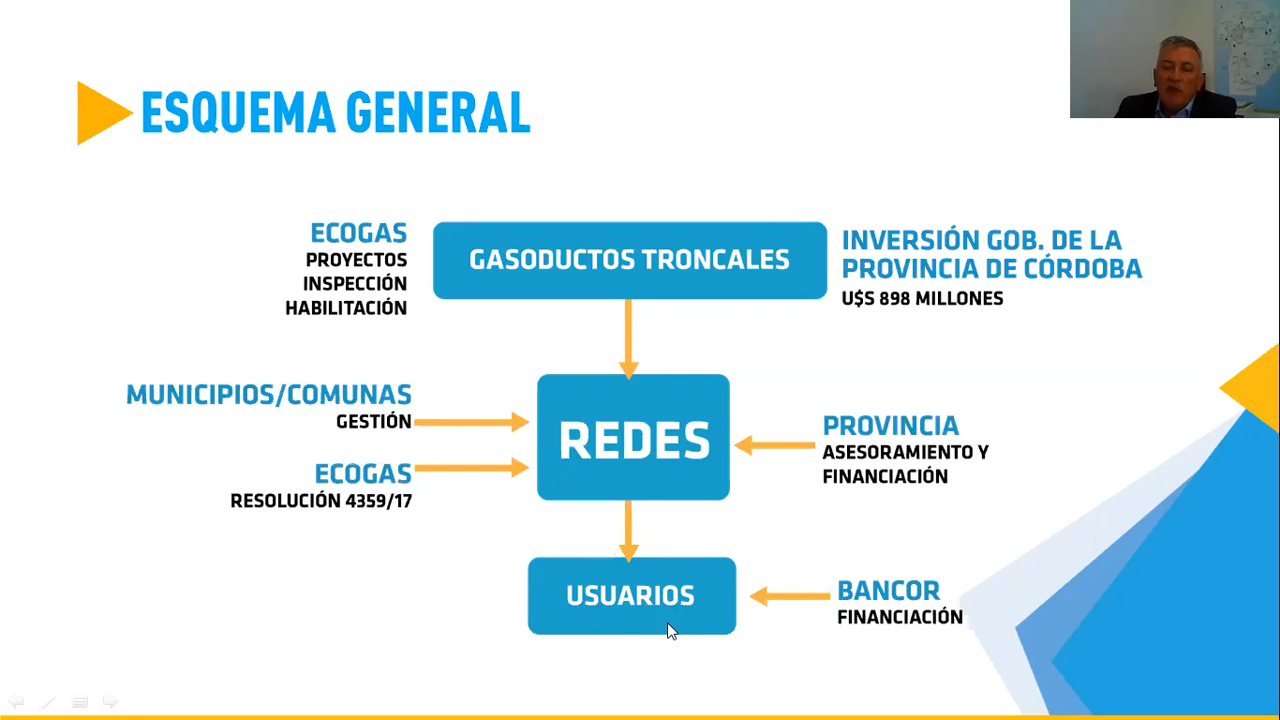 ESQUEMA GENERAL
ECOGAS
PROYECTOS
INSPECCIÓN
HABILITACIÓN
GASODUCTOS TRONCALES
INVERSIÓN GOB. DE LA
PROVINCIA DE CÓRDOBA
U$S 898 MILLONES
MUNICIPIOS/COMUNAS
GESTIÓN
ECOGAS
RESOLUCIÓN 4359/17
REDES
PROVINCIA
ASESORAMIENTO Y
FINANCIACIÓN
USUARIOS
BANCOR
FINANCIACIÓN